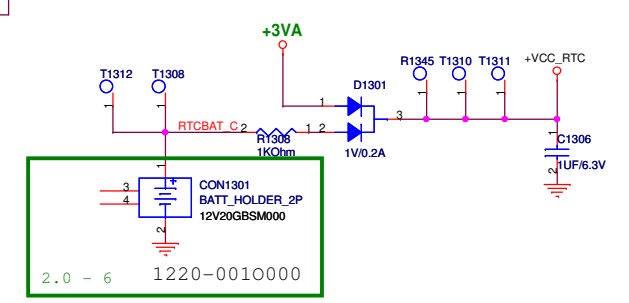 +3VA
T1312
T1308
D1301
R1345
T1310
T1311
+VCC_RTC
1
1
1
1
1
1
3
RTCBAT_C
2
1
2
R1308
1KOhm
1V/0.2A
1
C1306
1UF/6.3V
2
1
+
CON1301
BATT_HOLDER_2P
12V20GBSM000
3
4
2
2.0 - 6
1220-001O000